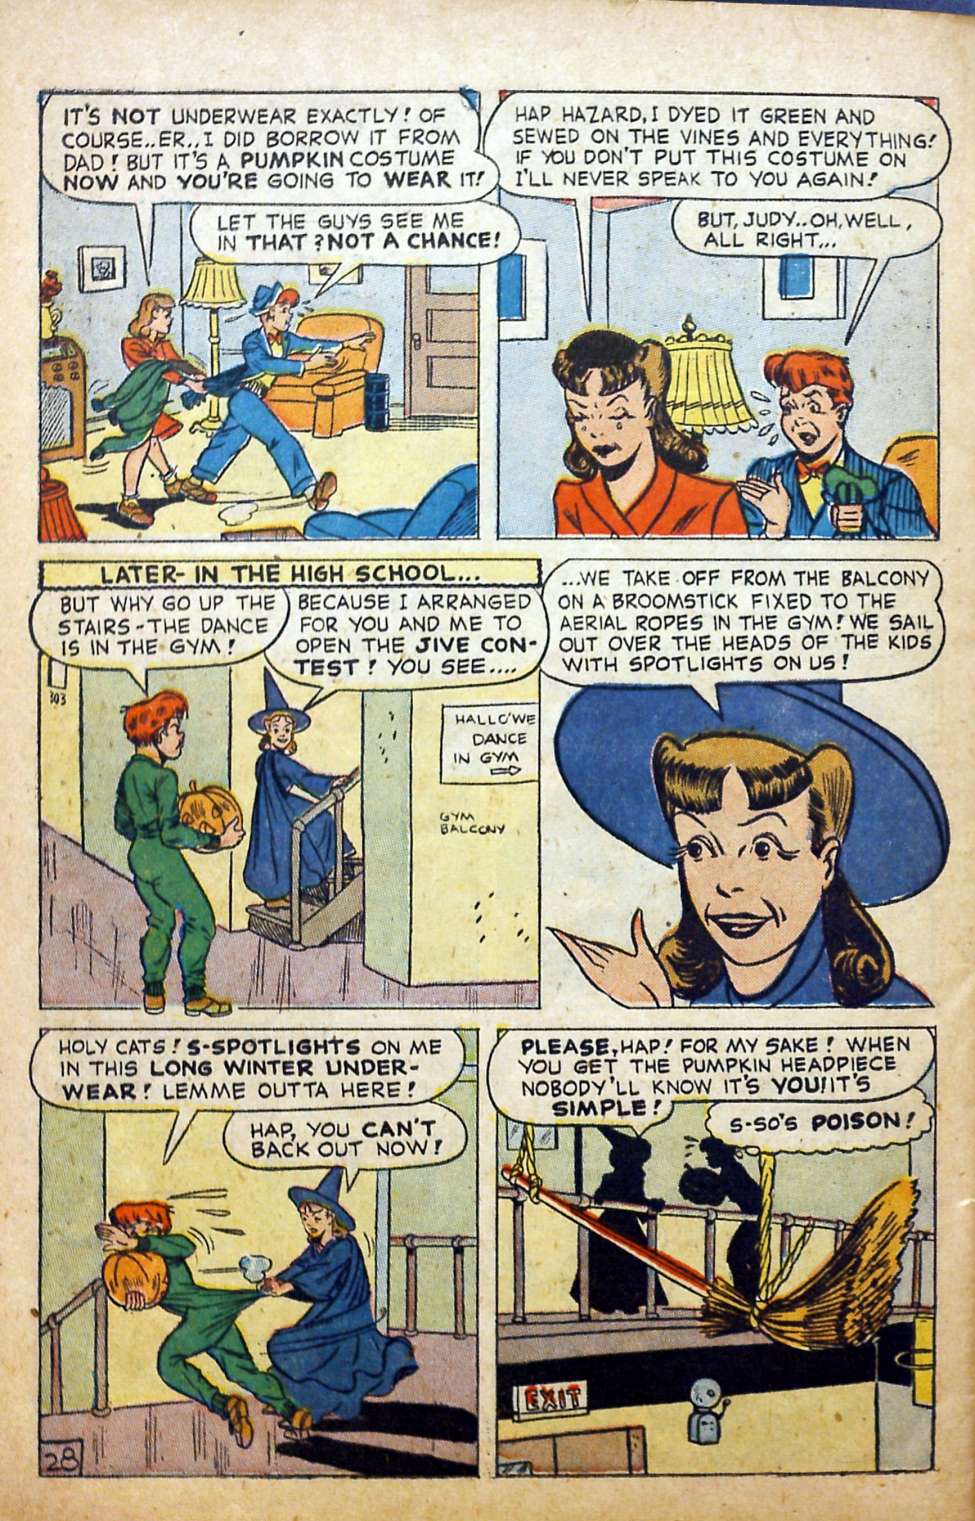 IT'S NOT UNDERWEAR EXACTLY! OF
COURSE..ER.,.I DID BORROW IT FROM
DAD! BUT IT'S A PUMPKIN COSTUME
NOW AND YOU'RE GOING TO WEAR IT!
LET THE GUYS SEE ME
IN THAT? NOT A CHANCE!
HAP HAZARD, I DYED IT GREEN AND
SEWED ON THE VINES AND EVERYTHING!
IF YOU DON'T PUT THIS COSTUME ON
I'LL NEVER SPEAK TO YOU AGAIN!
BUT, JUDY..OH, WELL,
ALL RIGHT...
LATER- IN THE HIGH SCHOOL...
BUT WHY GO UP THE
STAIRS-THE DANCE
IS IN THE GYM!
BECAUSE I ARRANGED
FOR YOU AND ME TO
OPEN THE JIVE CON-
TEST! YOU SEE....
303
HALLO'WE
DANCE
IN GYM
GYM
BALCONY
...WE TAKE OFF FROM THE BALCONY
ON A BROOMSTICK FIXED TO THE
AERIAL ROPES IN THE GYM! WE SAIL
OUT OVER THE HEADS OF THE KIDS
WITH SPOTLIGHTS ON US!
HOLY CATS! S-SPOTLIGHTS ON ME
IN THIS LONG WINTER UNDER-
WEAR! LEMME OUTTA HERE!
HAP, YOU CAN'T
BACK OUT NOW!
28
PLEASE, HAP! FOR MY SAKE! WHEN
YOU GET THE PUMPKIN HEADPIECE
NOBODY'LL KNOW IT'S YOU! IT'S
SIMPLE!
S-SO'S POISON!
EXIT